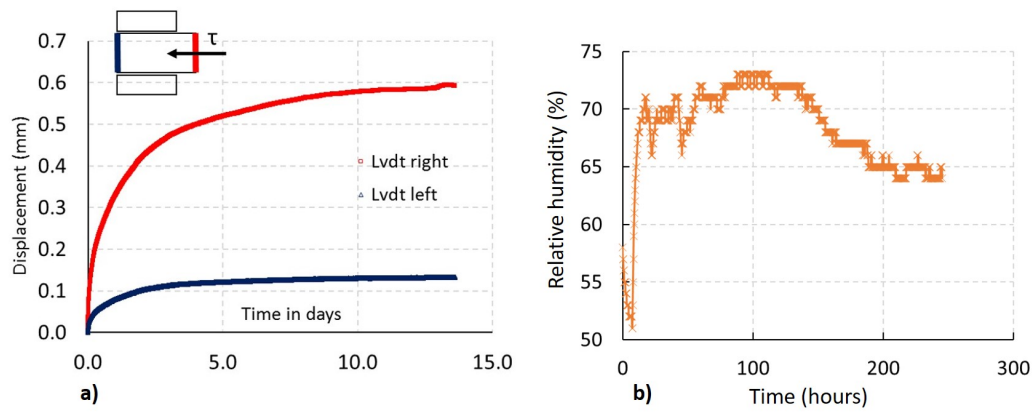 τ
0.7
0.6
0.5
0.4
0.3
0.2
0.1
0.0
Displacement (mm)
Lvdt right
Lvdt left
Time in days
0.0 5.0 10.0 15.0
a)
75
70
65
60
55
50
Relative humidity (%)
0 100 200 300
Time (hours)
b)